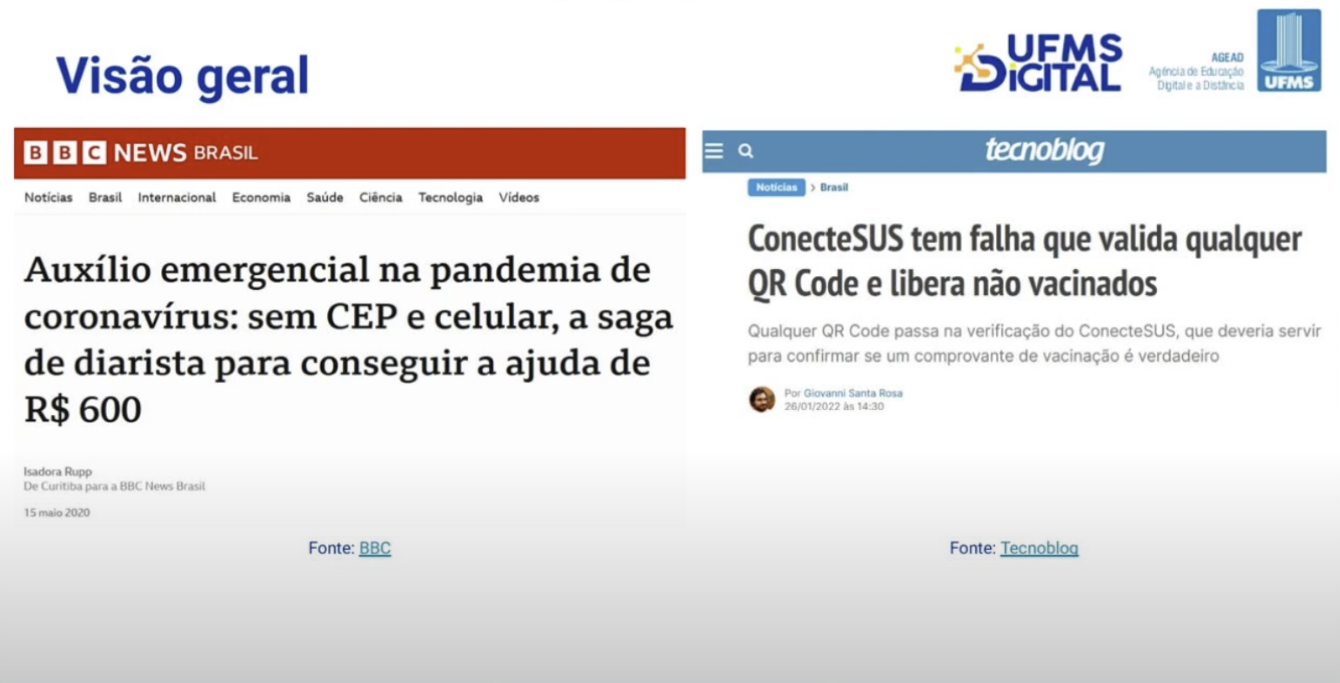 Visão geral
UFMS
DIGITAL
AGEAD
Agência de Educação
Digital e a Distância
UFMS
BBC NEWS BRASIL
Notícias Brasil Internacional Economia Saúde Ciência Tecnologia Vídeos
Auxílio emergencial na pandemia de
coronavírus: sem CEP e celular, a saga
de diarista para conseguir a ajuda de
R$ 600
Isadora Rupp
De Curitiba para a BBC News Brasil
15 maio 2020
Fonte: BBC
tecnoblog
Notícias > Brasil
ConecteSUS tem falha que valida qualquer
QR Code e libera não vacinados
Qualquer QR Code passa na verificação do ConecteSUS, que deveria servir
para confirmar se um comprovante de vacinação é verdadeiro
Por Giovanni Santa Rosa
26/01/2022 às 14:30
Fonte: Tecnoblog